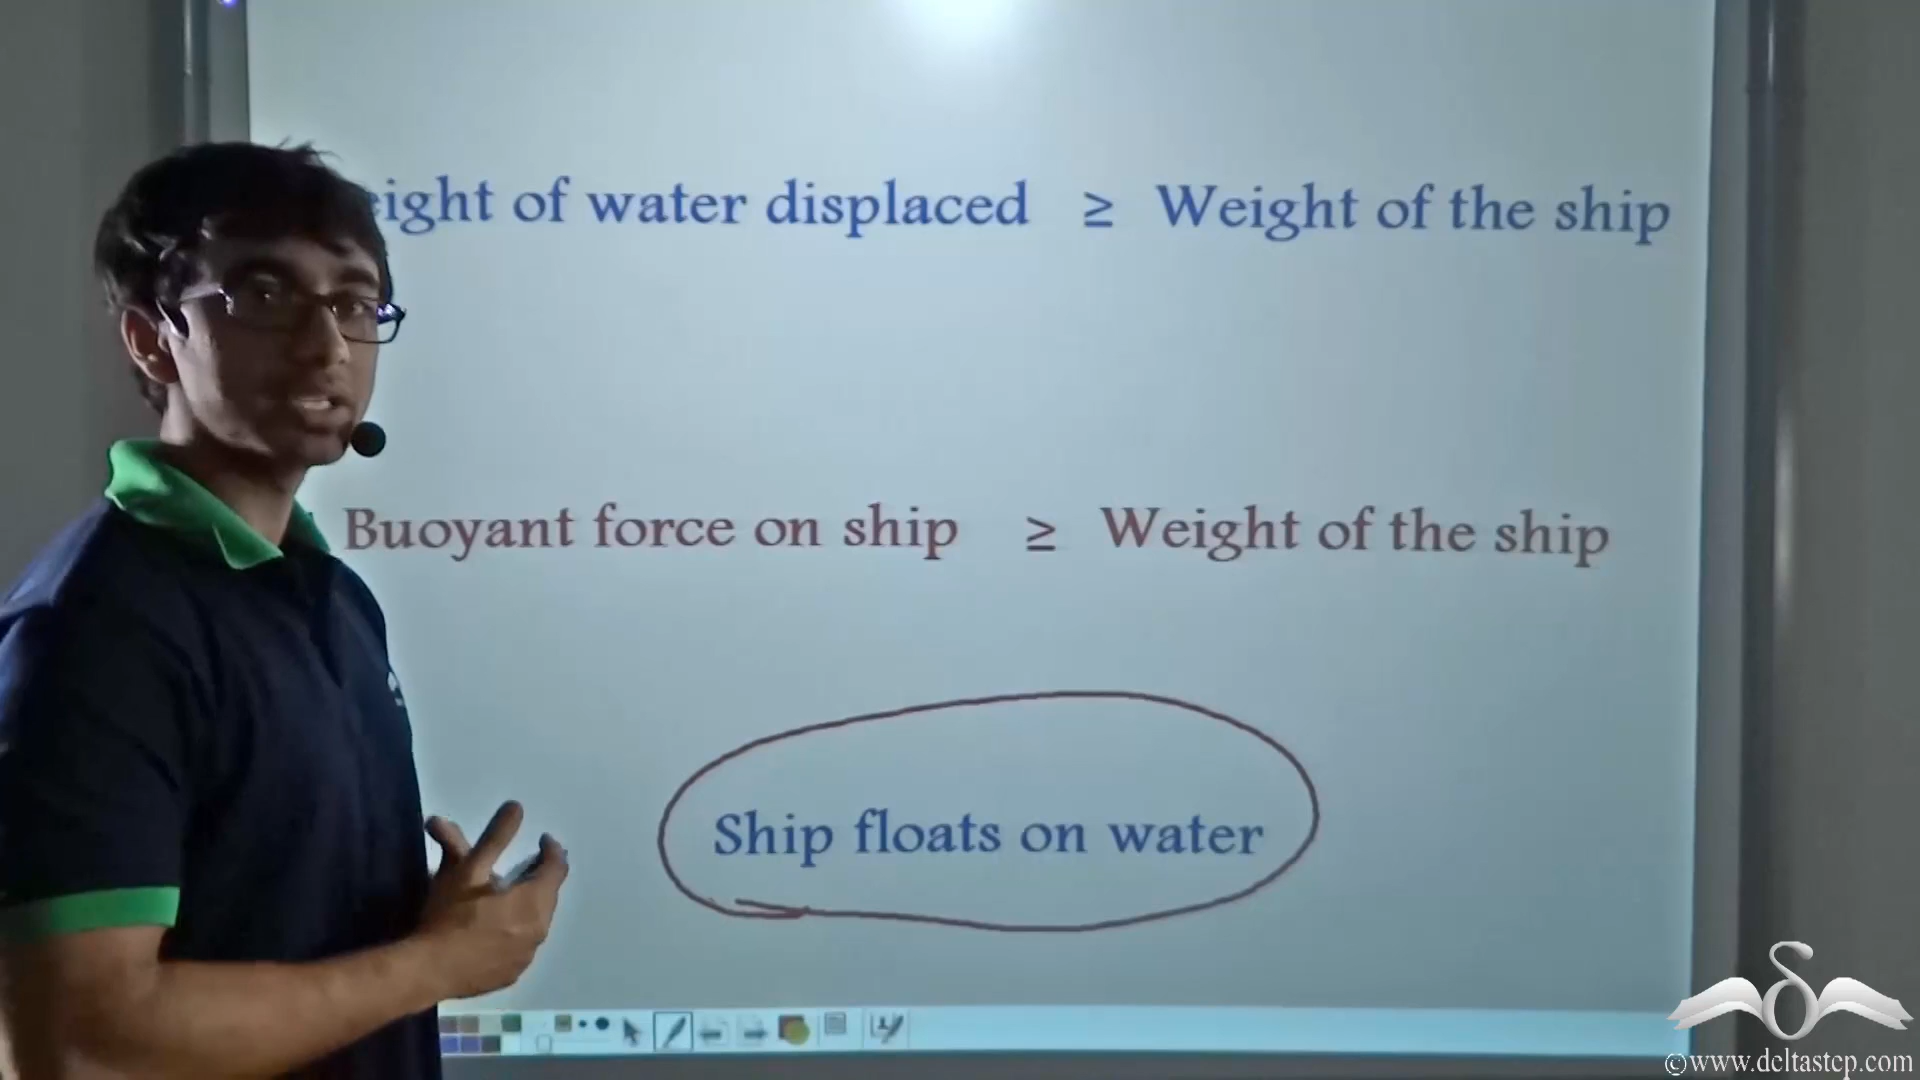 eight of water displaced ≥ Weight of the ship
Buoyant force on ship ≥ Weight of the ship
Ship floats on water
©www.deltastep.com